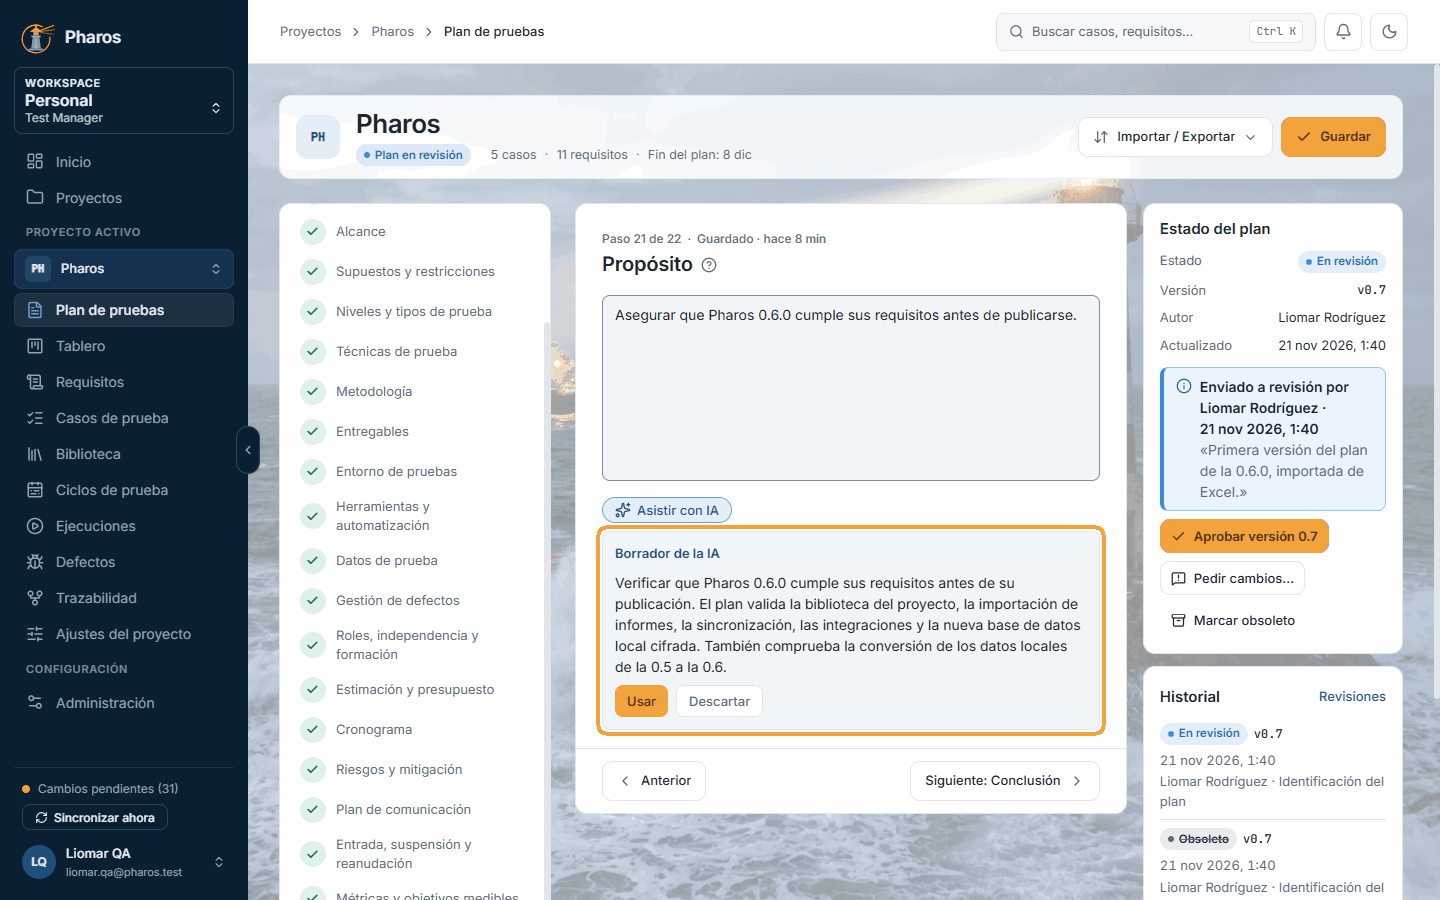 Pharos
WORKSPACE
Personal
Test Manager
Inicio
Proyectos
PROYECTO ACTIVO
PH Pharos
Plan de pruebas
Tablero
Requisitos
Casos de prueba
Biblioteca
Ciclos de prueba
Ejecuciones
Defectos
Trazabilidad
Ajustes del proyecto
CONFIGURACIÓN
Administración
Cambios pendientes (31)
Sincronizar ahora
LQ
Liomar QA
liomar.qa@pharos.test
Proyectos > Pharos > Plan de pruebas
Buscar casos, requisitos... Ctrl K
PH
Pharos
Plan en revisión 5 casos · 11 requisitos · Fin del plan: 8 dic
Importar / Exportar
Guardar
Alcance
Supuestos y restricciones
Niveles y tipos de prueba
Técnicas de prueba
Metodología
Entregables
Entorno de pruebas
Herramientas y
automatización
Datos de prueba
Gestión de defectos
Roles, independencia y
formación
Estimación y presupuesto
Cronograma
Riesgos y mitigación
Plan de comunicación
Entrada, suspensión y
reanudación
Métricas y objetivos medibles
Paso 21 de 22 · Guardado · hace 8 min
Propósito
Asegurar que Pharos 0.6.0 cumple sus requisitos antes de publicarse.
Asistir con IA
Borrador de la IA
Verificar que Pharos 0.6.0 cumple sus requisitos antes de su
publicación. El plan valida la biblioteca del proyecto, la importación de
informes, la sincronización, las integraciones y la nueva base de datos
local cifrada. También comprueba la conversión de los datos locales
de la 0.5 a la 0.6.
Usar
Descartar
Anterior
Siguiente: Conclusión
Estado del plan
Estado En revisión
Versión v0.7
Autor Liomar Rodríguez
Actualizado 21 nov 2026, 1:40
Enviado a revisión por
Liomar Rodríguez ·
21 nov 2026, 1:40
«Primera versión del plan
de la 0.6.0, importada de
Excel.»
Aprobar versión 0.7
Pedir cambios...
Marcar obsoleto
Historial Revisiones
En revisión v0.7
21 nov 2026, 1:40
Liomar Rodríguez · Identificación del
plan
Obsoleto v0.7
21 nov 2026, 1:40
Liomar Rodríguez · Identificación del